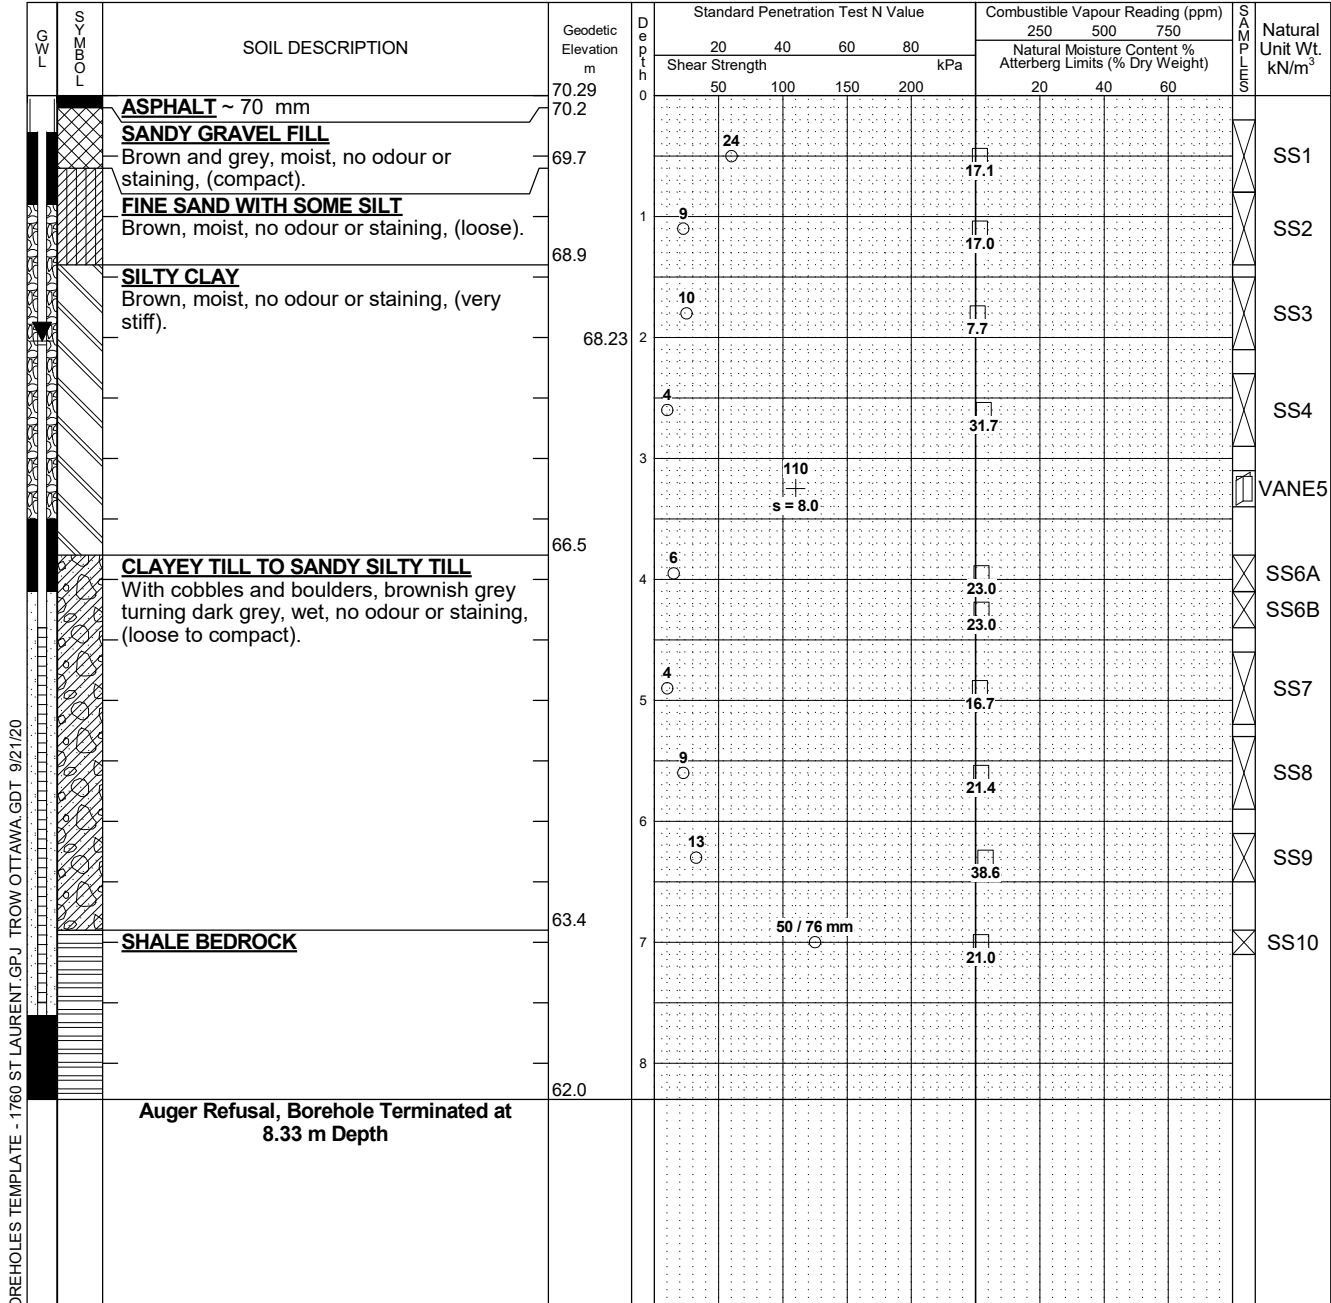 GWL
SYMBOL
SOIL DESCRIPTION
Geodetic
Elevation
m
Depth
Standard Penetration Test N Value
20 40 60 80
Shear Strength kPa
50 100 150 200
Combustible Vapour Reading (ppm)
250 500 750
Natural Moisture Content %
Atterberg Limits (% Dry Weight)
20 40 60
SAMPLES
Natural
Unit Wt.
kN/m³
70.29
0
ASPHALT ~ 70 mm
70.2
SANDY GRAVEL FILL
Brown and grey, moist, no odour or
staining, (compact).
69.7
24
17.1
SS1
FINE SAND WITH SOME SILT
Brown, moist, no odour or staining, (loose).
1
9
17.0
SS2
68.9
SILTY CLAY
Brown, moist, no odour or staining, (very
stiff).
10
7.7
SS3
68.23
2
4
31.7
SS4
3
110
s = 8.0
VANE5
66.5
CLAYEY TILL TO SANDY SILTY TILL
With cobbles and boulders, brownish grey
turning dark grey, wet, no odour or staining,
(loose to compact).
6
4
23.0
SS6A
23.0
SS6B
4
5
16.7
SS7
9
21.4
SS8
6
13
38.6
SS9
63.4
SHALE BEDROCK
50 / 76 mm
7
21.0
SS10
8
62.0
Auger Refusal, Borehole Terminated at
8.33 m Depth
OREHOLES TEMPLATE - 1760 ST LAURENT.GPJ TROW OTTAWA.GDT 9/21/20